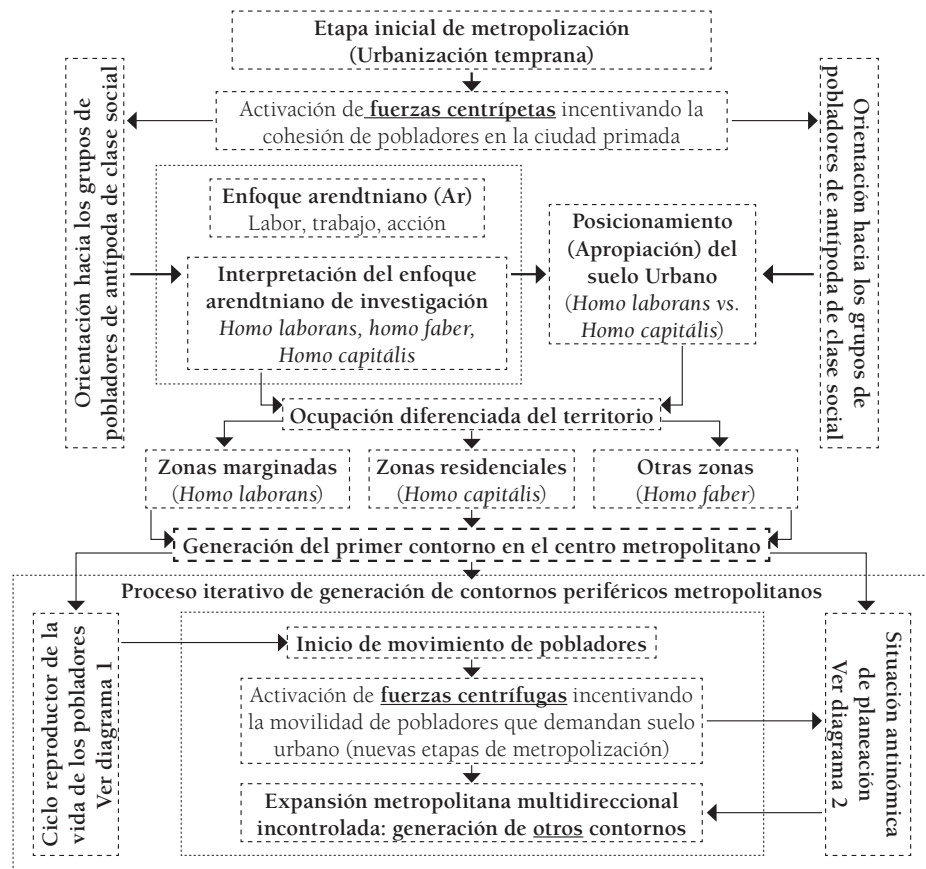 Etapa inicial de metropolización
(Urbanización temprana)
Activación de fuerzas centrípetas incentivando la
cohesión de pobladores en la ciudad primada
Orientación hacia los grupos de
pobladores de antípoda de clase social
Orientación hacia los grupos de
pobladores de antípoda de clase social
Enfoque arendtniano (Ar)
Labor, trabajo, acción
Interpretación del enfoque
arendtniano de investigación
Homo laborans, homo faber,
Homo capitális
Posicionamiento
(Apropiación) del
suelo Urbano
(Homo laborans vs.
Homo capitális)
Ocupación diferenciada del territorio
Zonas marginadas
(Homo laborans)
Zonas residenciales
(Homo capitális)
Otras zonas
(Homo faber)
Generación del primer contorno en el centro metropolitano
Proceso iterativo de generación de contornos periféricos metropolitanos
Ciclo reproductor de la
vida de los pobladores
Ver diagrama 1
Inicio de movimiento de pobladores
Activación de fuerzas centrífugas incentivando
la movilidad de pobladores que demandan suelo
urbano (nuevas etapas de metropolización)
Expansión metropolitana multidireccional
incontrolada: generación de otros contornos
Situación antinómica
de planeación
Ver diagrama 2